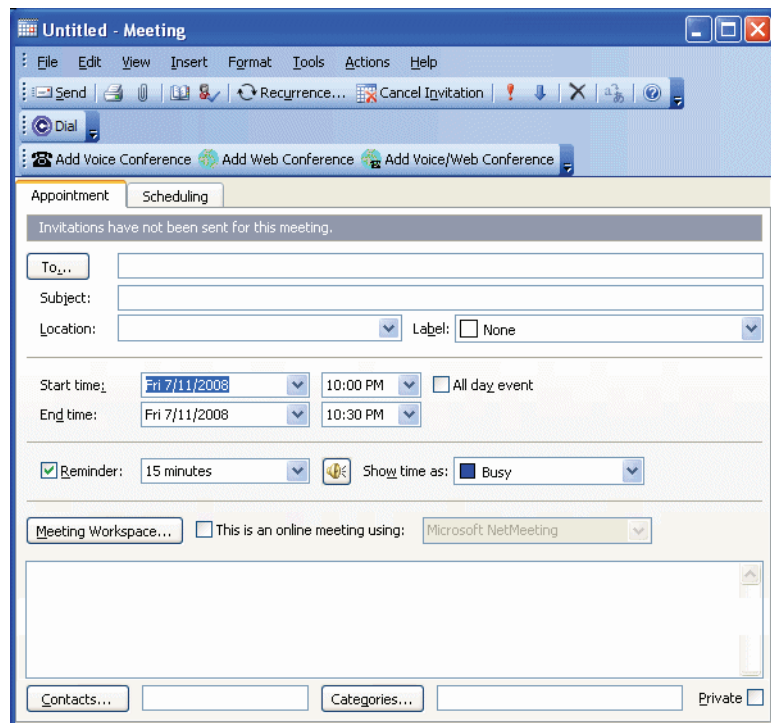 Untitled - Meeting
File Edit View Insert Format Tools Actions Help
Send Recurrence... Cancel Invitation
Dial
Add Voice Conference Add Web Conference Add Voice/Web Conference
Appointment Scheduling
Invitations have not been sent for this meeting.
To...
Subject:
Location: Label: None
Start time: Fri 7/11/2008 10:00 PM All day event
End time: Fri 7/11/2008 10:30 PM
Reminder: 15 minutes Show time as: Busy
Meeting Workspace... This is an online meeting using: Microsoft NetMeeting
Contacts... Categories... Private